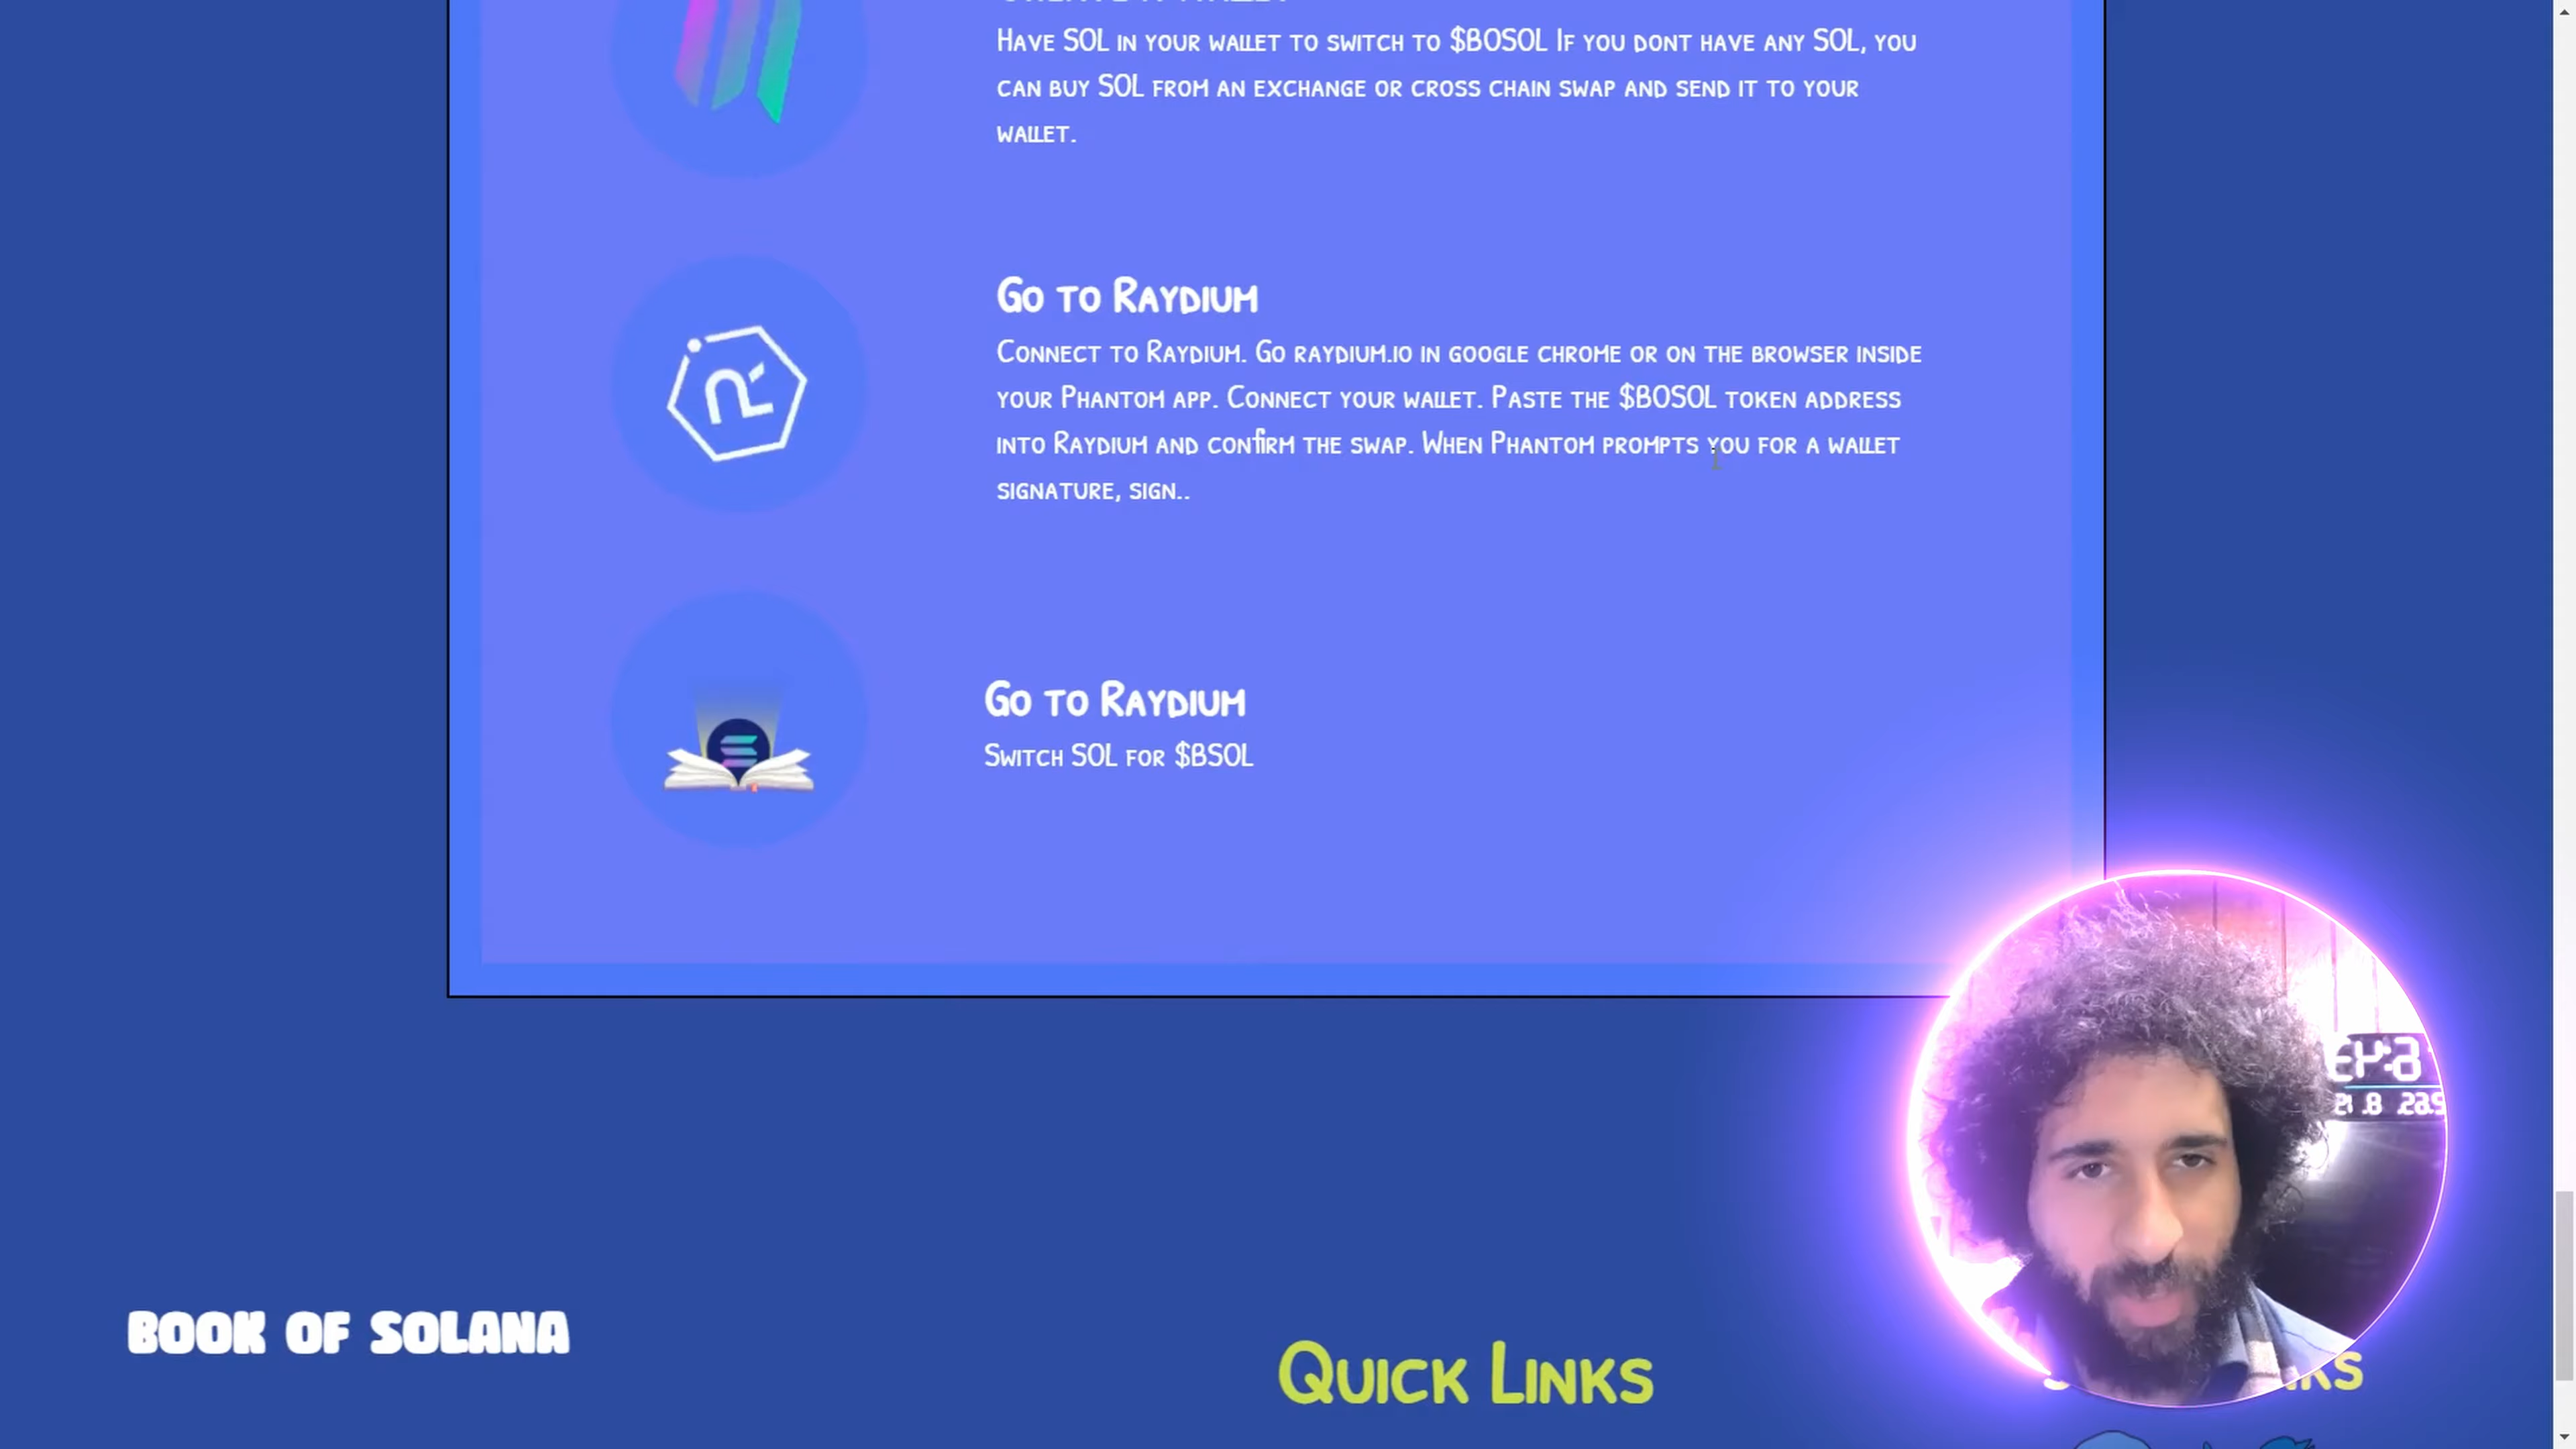 Have SOL in your wallet to switch to $BOSOL If you dont have any SOL, you
can buy SOL from an exchange or cross chain swap and send it to your
wallet.
Go to Raydium
Connect to Raydium. Go raydium.io in google chrome or on the browser inside
your Phantom app. Connect your wallet. Paste the $BOSOL token address
into Raydium and confirm the swap. When Phantom prompts you for a wallet
signature, sign..
Go to Raydium
Switch SOL for $BSOL
BOOK OF SOLANA
Quick Links